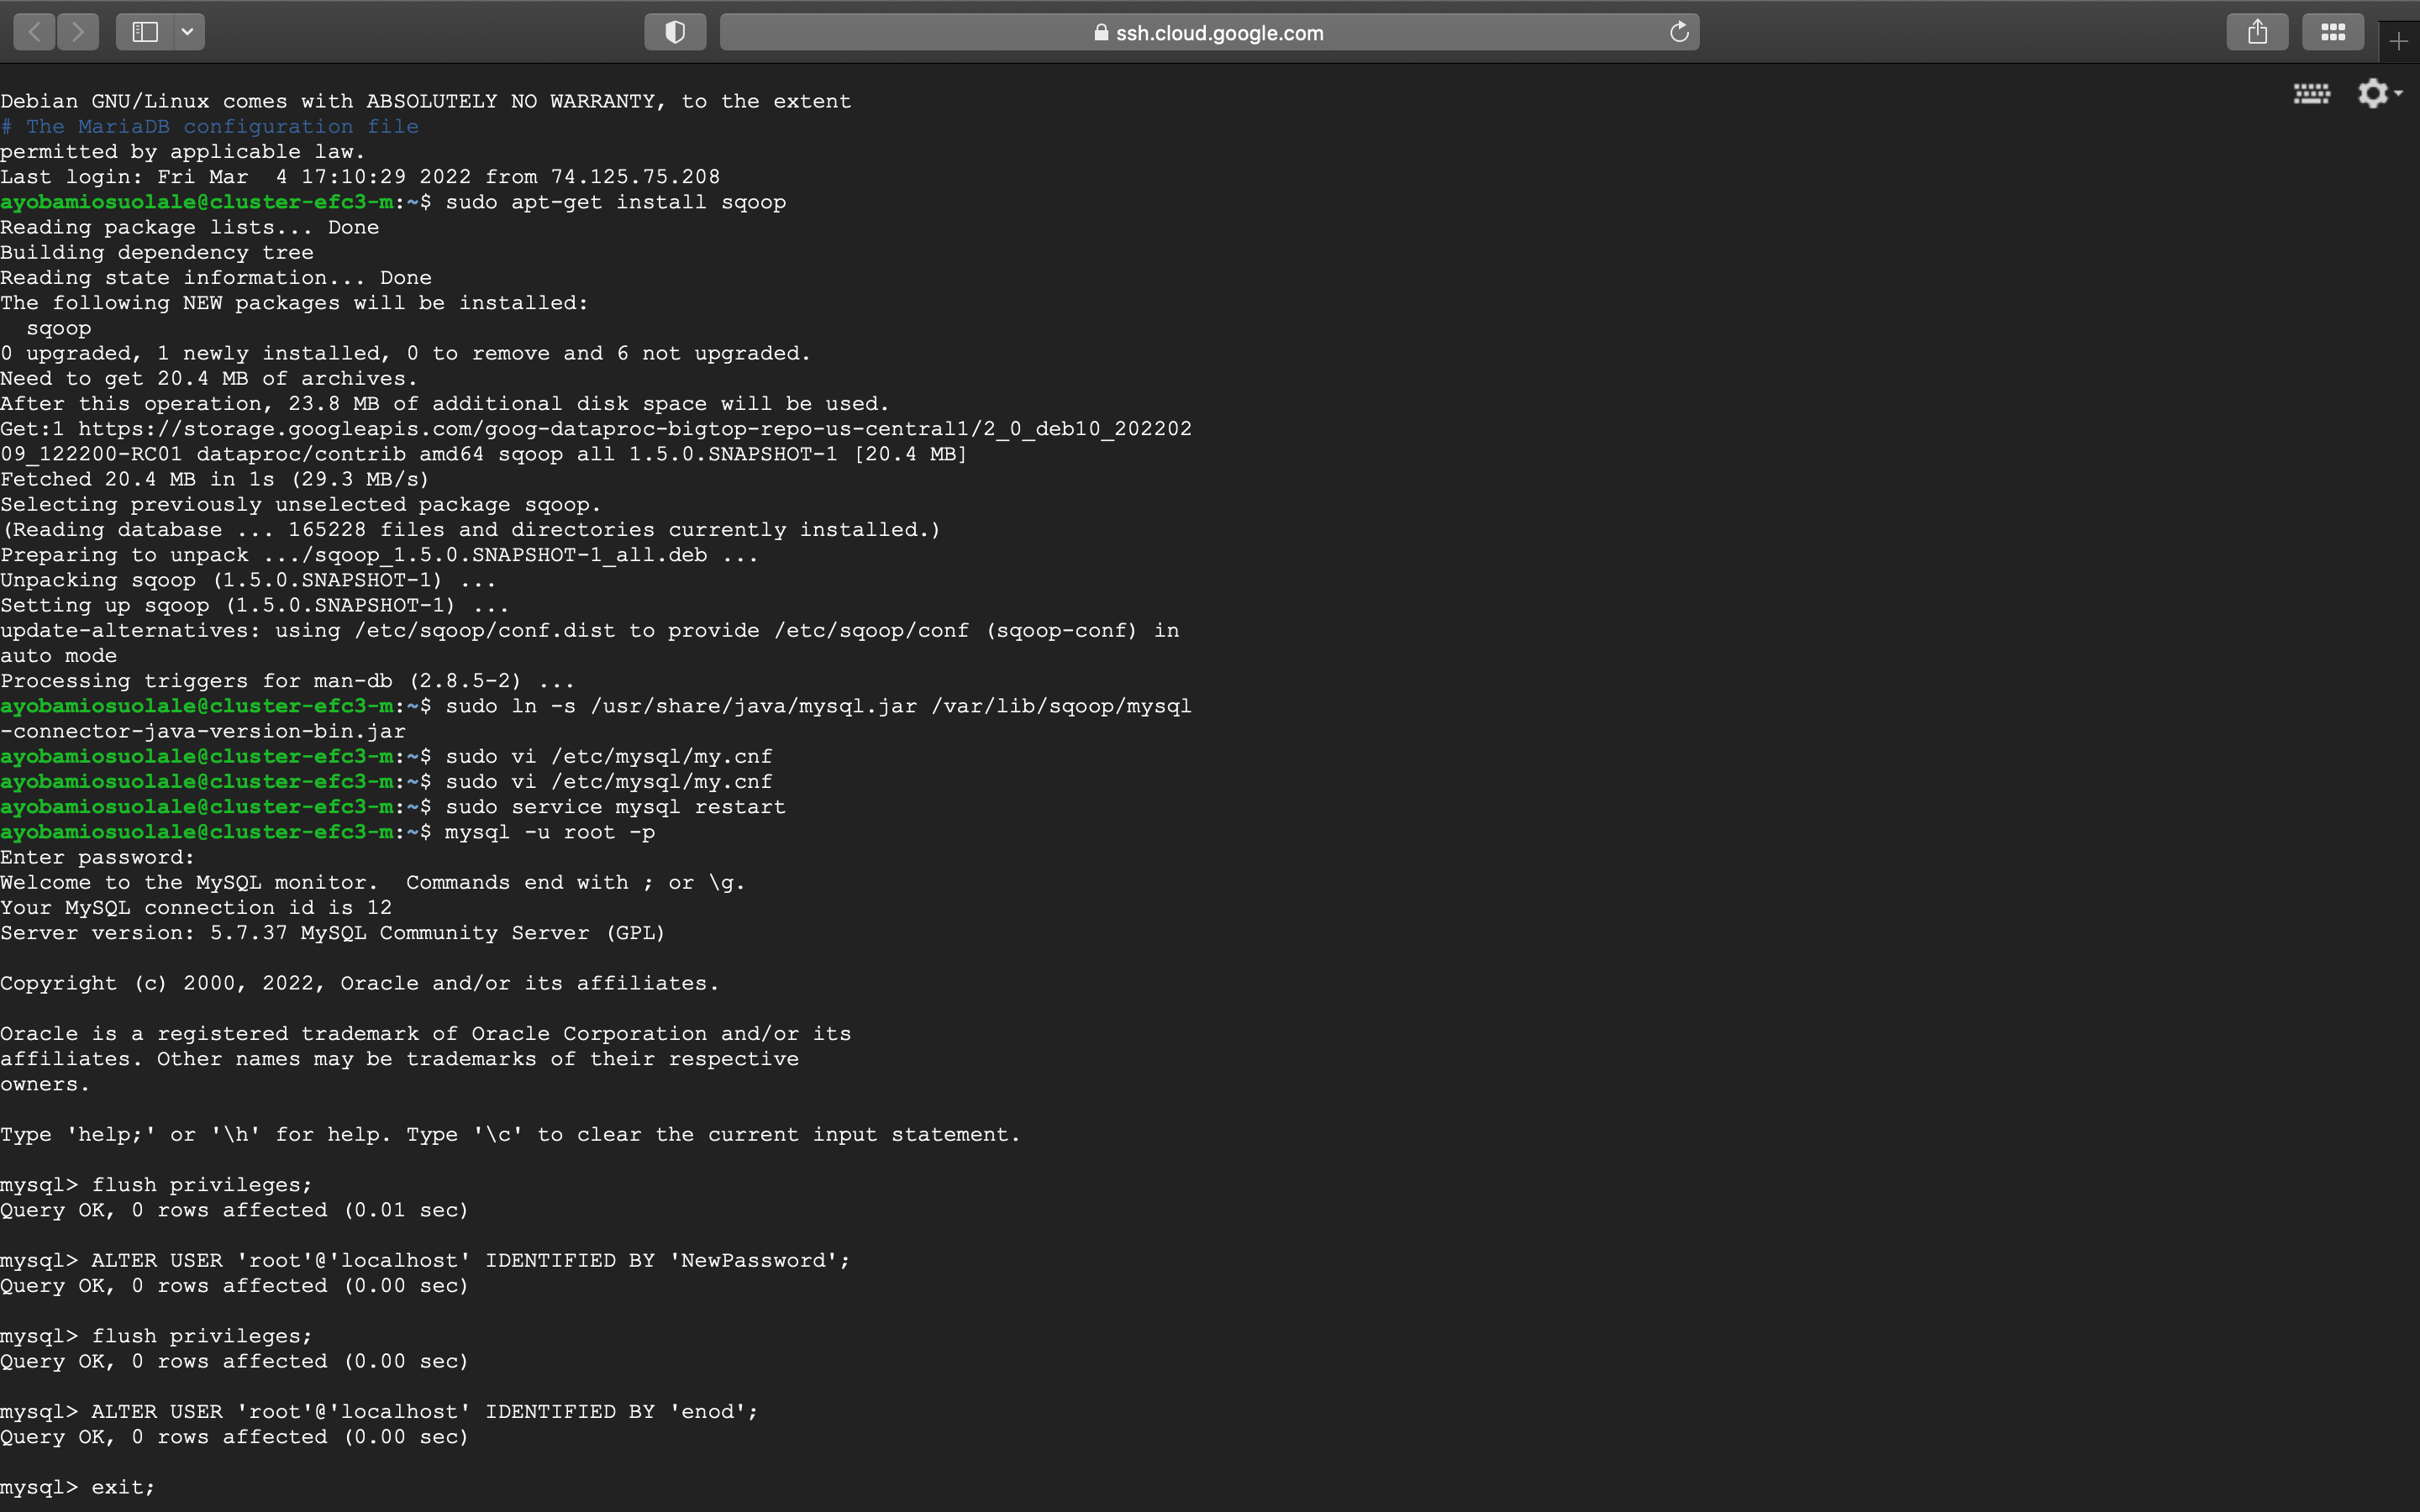 ssh.cloud.google.com
Debian GNU/Linux comes with ABSOLUTELY NO WARRANTY, to the extent
# The MariaDB configuration file
permitted by applicable law.
Last login: Fri Mar  4 17:10:29 2022 from 74.125.75.208
ayobamiosuolale@cluster-efc3-m:~$ sudo apt-get install sqoop
Reading package lists... Done
Building dependency tree
Reading state information... Done
The following NEW packages will be installed:
  sqoop
0 upgraded, 1 newly installed, 0 to remove and 6 not upgraded.
Need to get 20.4 MB of archives.
After this operation, 23.8 MB of additional disk space will be used.
Get:1 https://storage.googleapis.com/goog-dataproc-bigtop-repo-us-central1/2_0_deb10_202202
09_122200-RC01 dataproc/contrib amd64 sqoop all 1.5.0.SNAPSHOT-1 [20.4 MB]
Fetched 20.4 MB in 1s (29.3 MB/s)
Selecting previously unselected package sqoop.
(Reading database ... 165228 files and directories currently installed.)
Preparing to unpack .../sqoop_1.5.0.SNAPSHOT-1_all.deb ...
Unpacking sqoop (1.5.0.SNAPSHOT-1) ...
Setting up sqoop (1.5.0.SNAPSHOT-1) ...
update-alternatives: using /etc/sqoop/conf.dist to provide /etc/sqoop/conf (sqoop-conf) in
auto mode
Processing triggers for man-db (2.8.5-2) ...
ayobamiosuolale@cluster-efc3-m:~$ sudo ln -s /usr/share/java/mysql.jar /var/lib/sqoop/mysql
-connector-java-version-bin.jar
ayobamiosuolale@cluster-efc3-m:~$ sudo vi /etc/mysql/my.cnf
ayobamiosuolale@cluster-efc3-m:~$ sudo vi /etc/mysql/my.cnf
ayobamiosuolale@cluster-efc3-m:~$ sudo service mysql restart
ayobamiosuolale@cluster-efc3-m:~$ mysql -u root -p
Enter password:
Welcome to the MySQL monitor.  Commands end with ; or \g.
Your MySQL connection id is 12
Server version: 5.7.37 MySQL Community Server (GPL)

Copyright (c) 2000, 2022, Oracle and/or its affiliates.

Oracle is a registered trademark of Oracle Corporation and/or its
affiliates. Other names may be trademarks of their respective
owners.

Type 'help;' or '\h' for help. Type '\c' to clear the current input statement.

mysql> flush privileges;
Query OK, 0 rows affected (0.01 sec)

mysql> ALTER USER 'root'@'localhost' IDENTIFIED BY 'NewPassword';
Query OK, 0 rows affected (0.00 sec)

mysql> flush privileges;
Query OK, 0 rows affected (0.00 sec)

mysql> ALTER USER 'root'@'localhost' IDENTIFIED BY 'enod';
Query OK, 0 rows affected (0.00 sec)

mysql> exit;